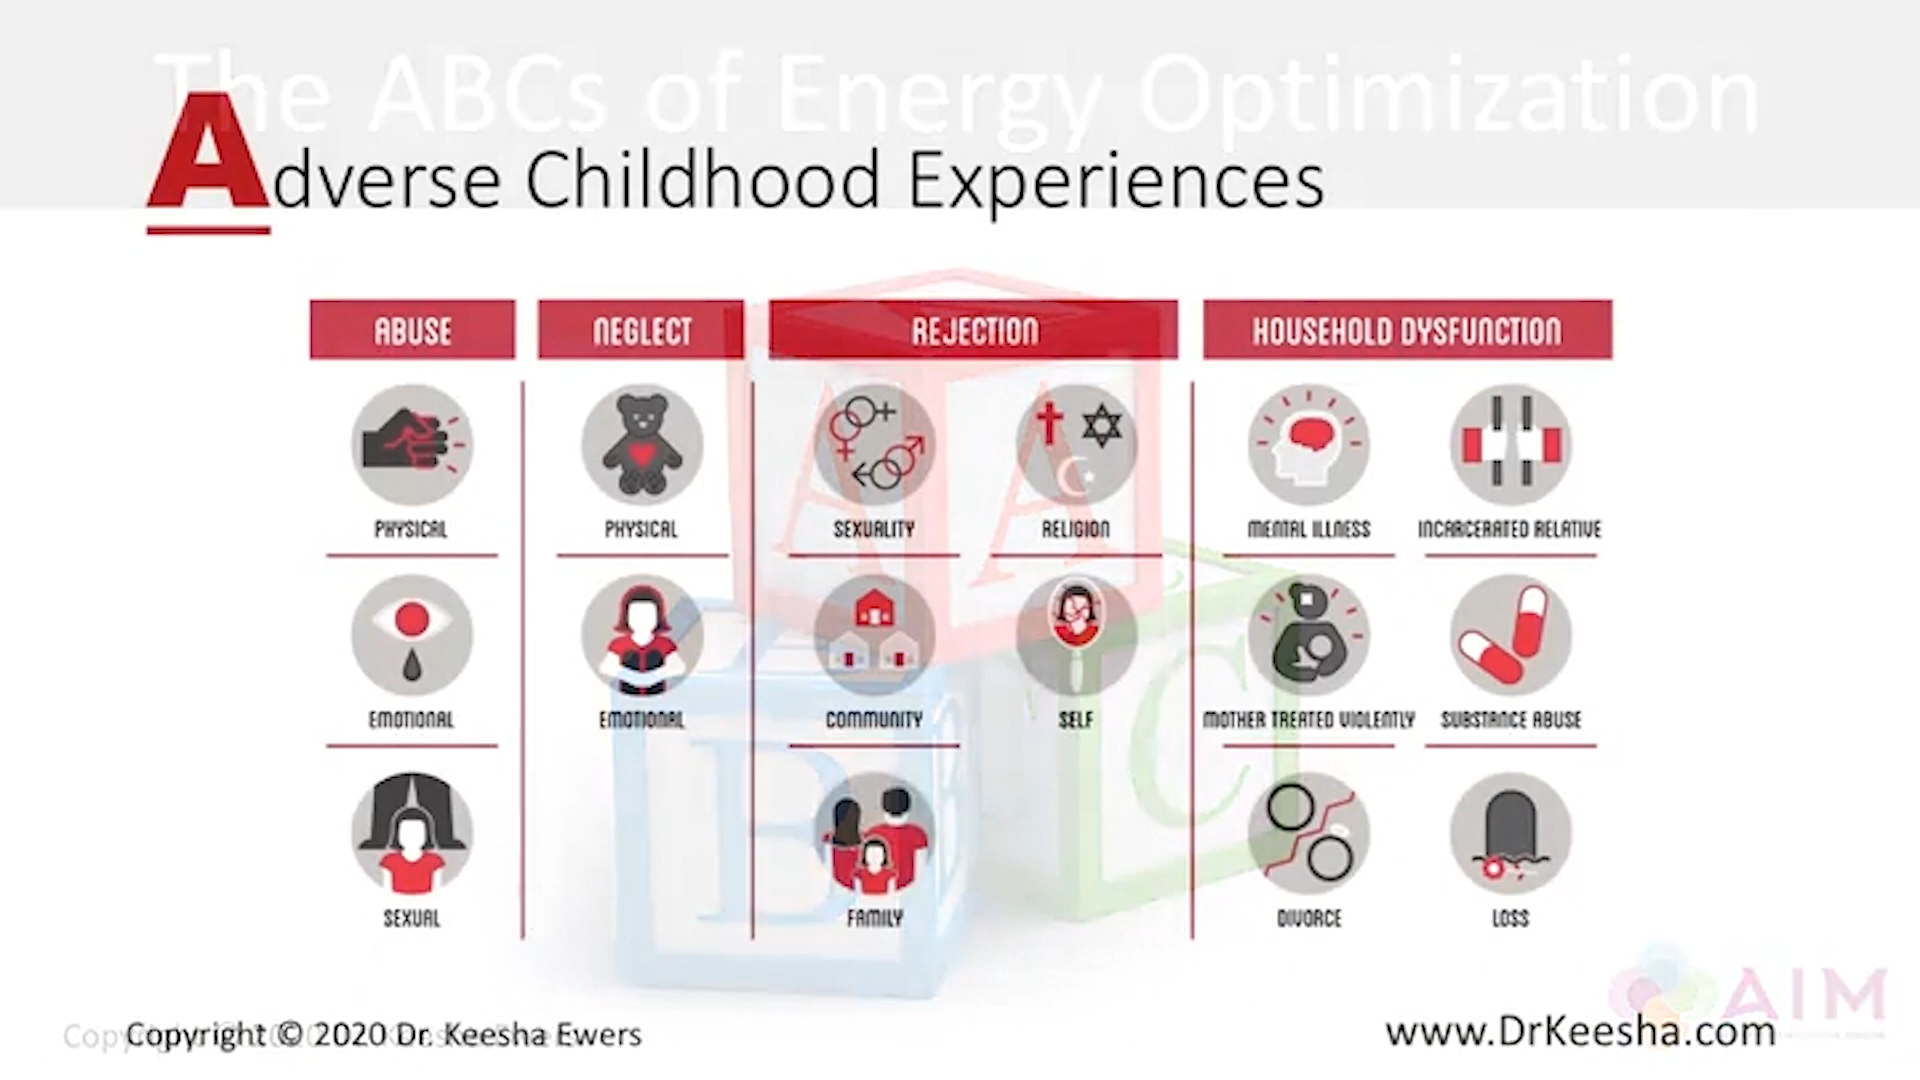 The ABCs of Energy Optimization
Adverse Childhood Experiences
ABUSE NEGLECT REJECTION HOUSEHOLD DYSFUNCTION
PHYSICAL PHYSICAL SEXUALITY RELIGION MENTAL ILLNESS INCARCERATED RELATIVE
EMOTIONAL EMOTIONAL COMMUNITY SELF MOTHER TREATED VIOLENTLY SUBSTANCE ABUSE
SEXUAL FAMILY DIVORCE LOSS
A A
B C
AIM
Copyright © 2020 Dr. Keesha Ewers
www.DrKeesha.com